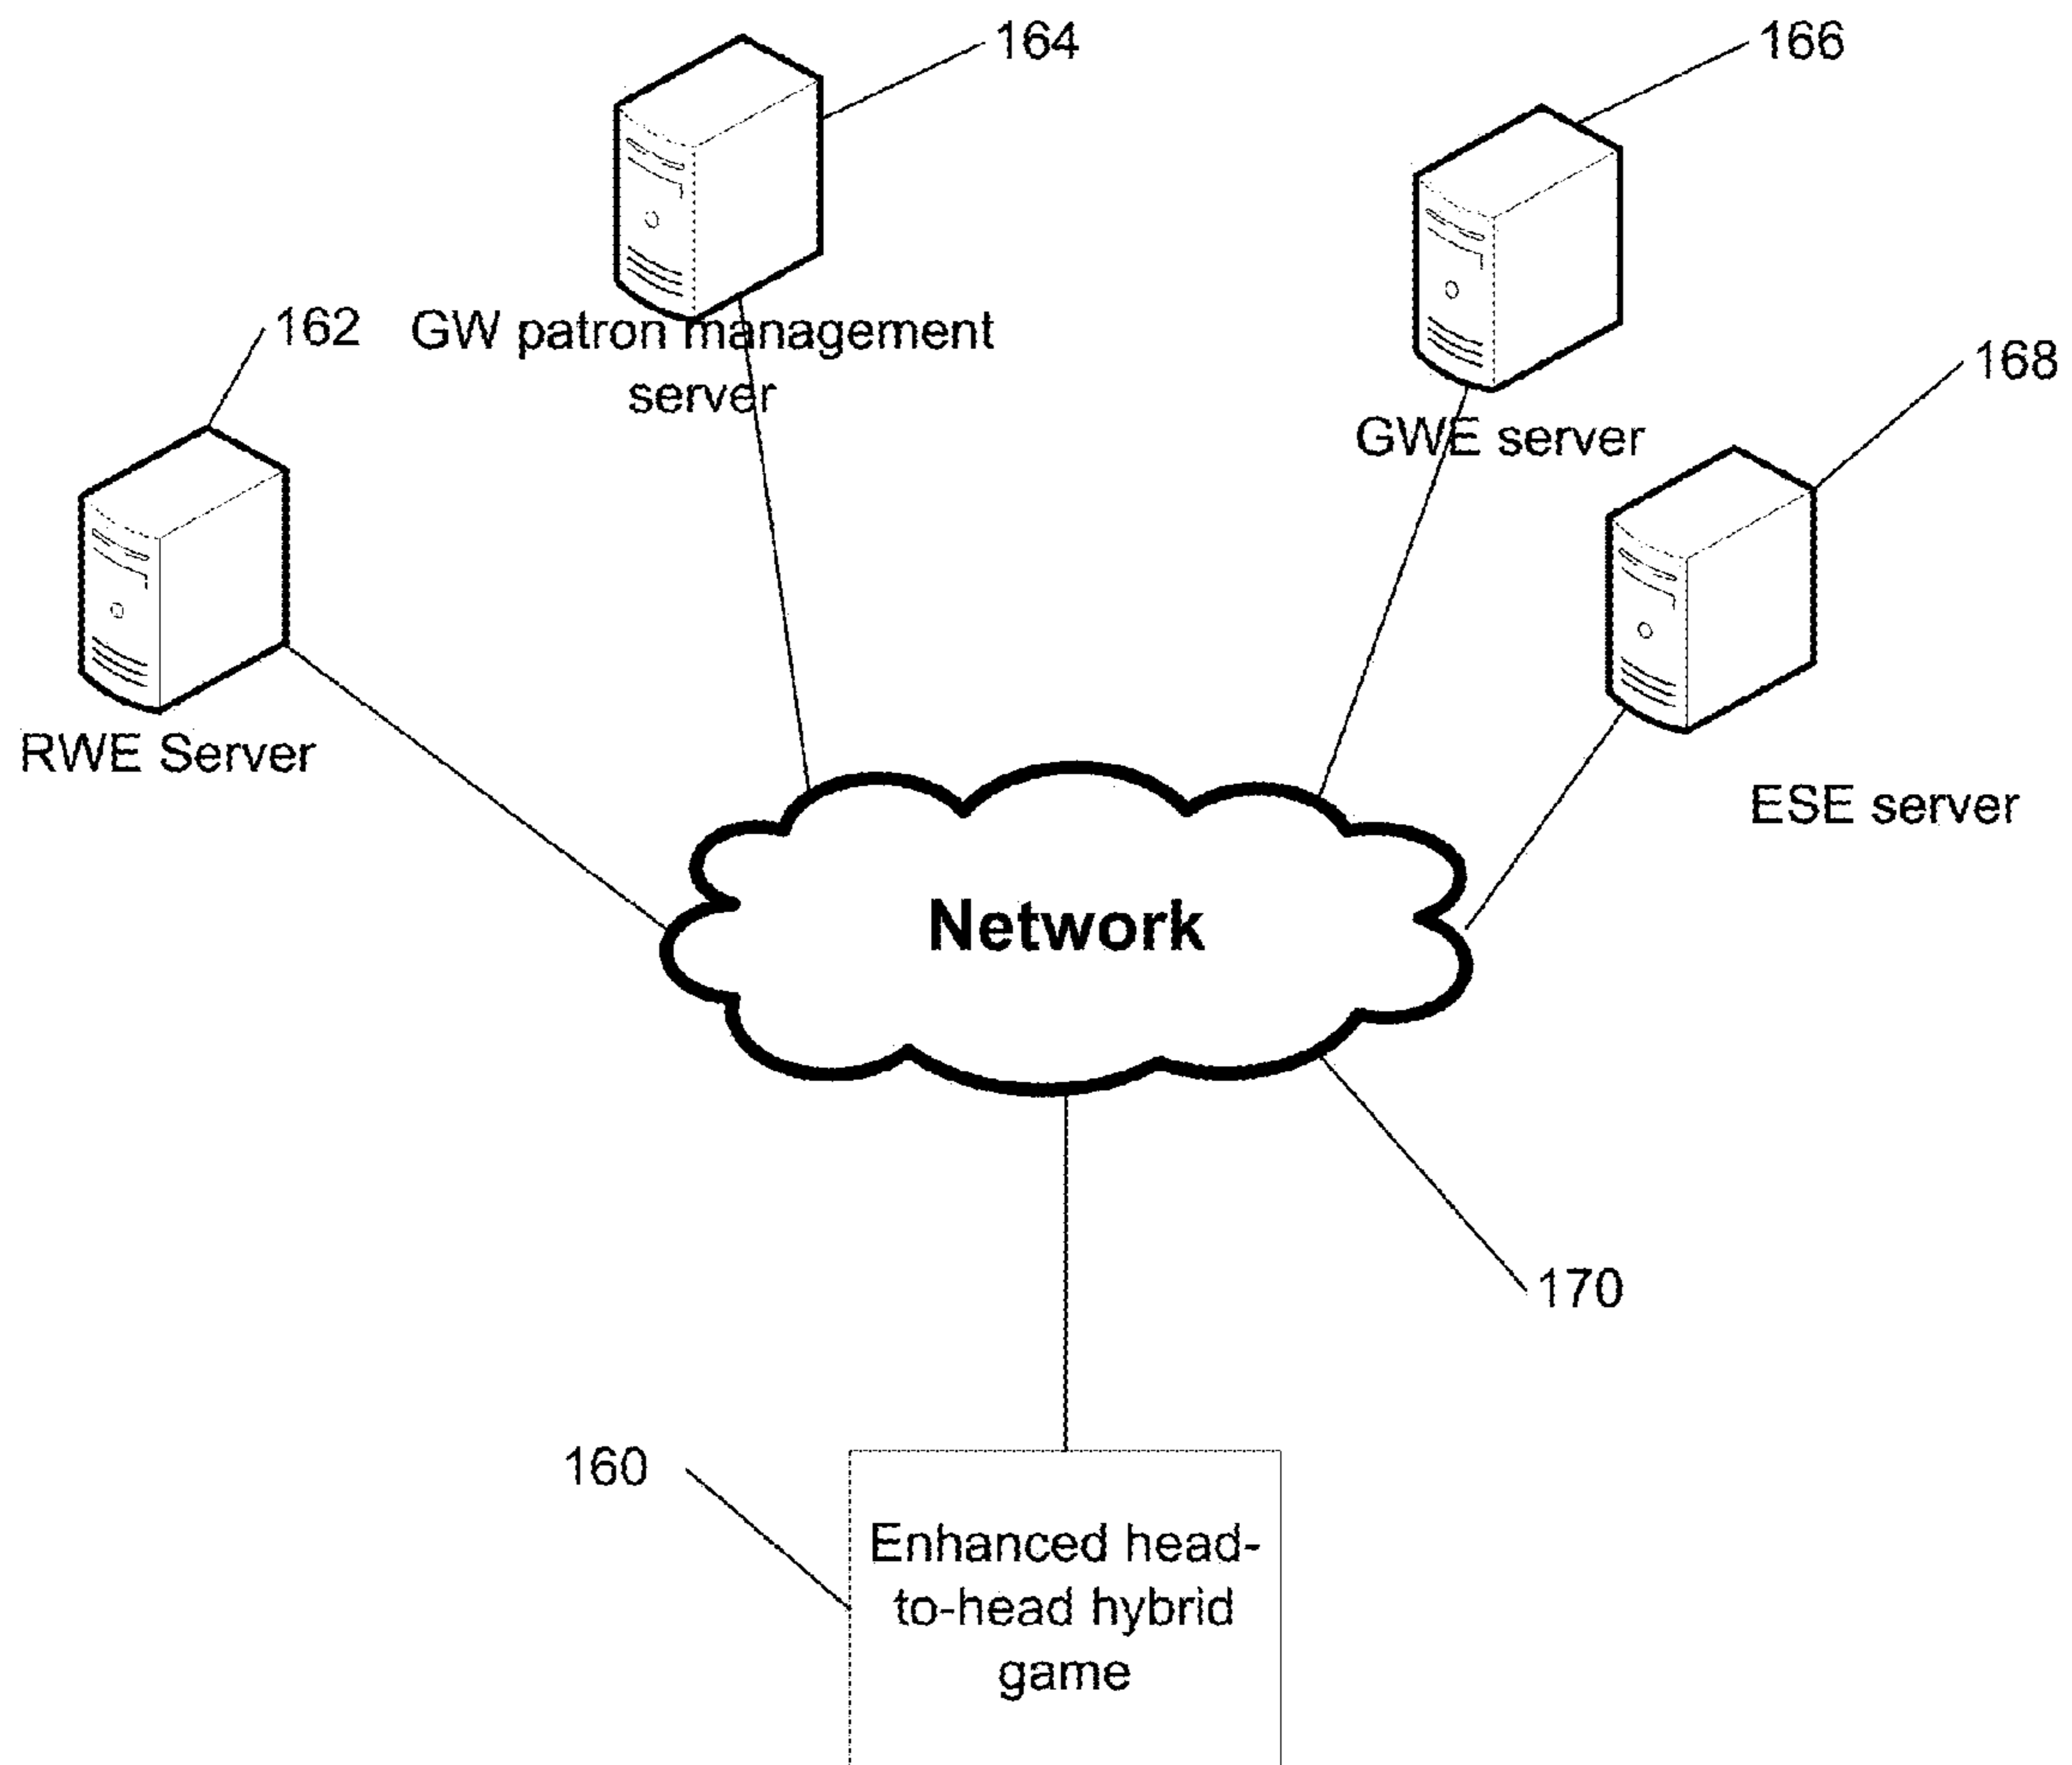 164
166
162
GW patron management
server
168
GWE server
RWE Server
ESE server
Network
170
160
Enhanced head-
to-head hybrid
game